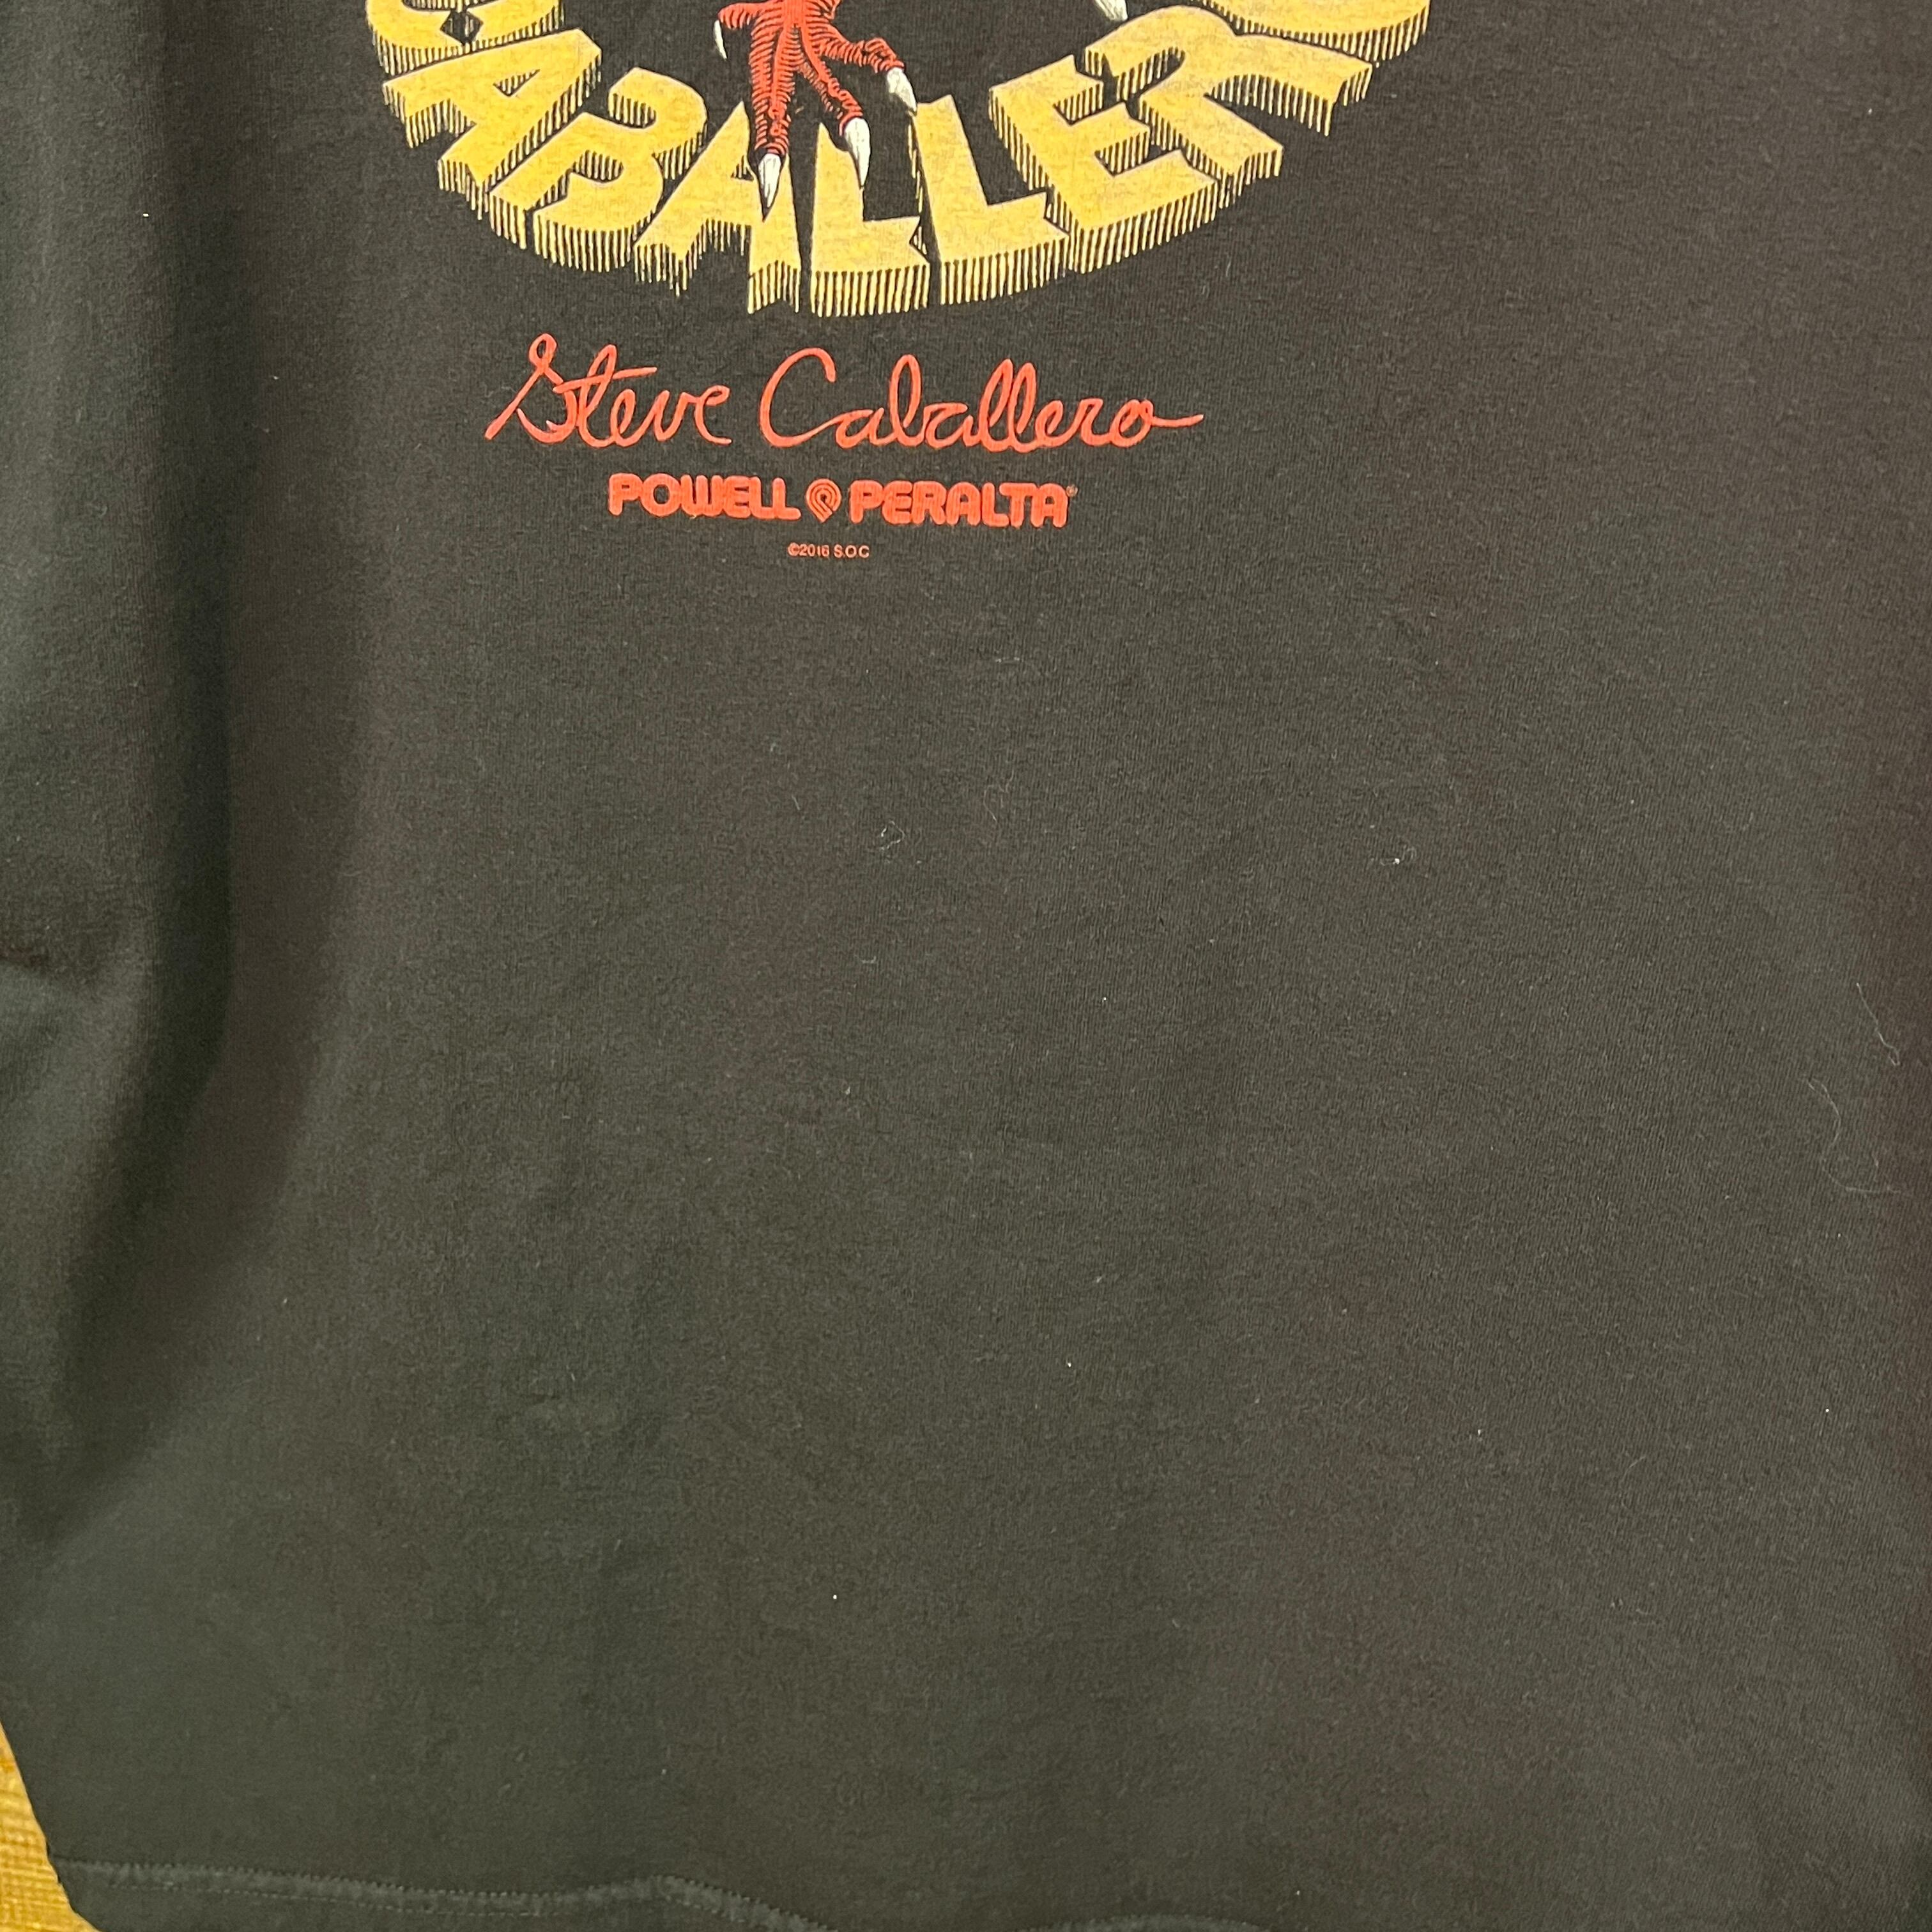 CABALLERO
Steve Caballero
POWELL PERALTA®
©2016 S.O.C